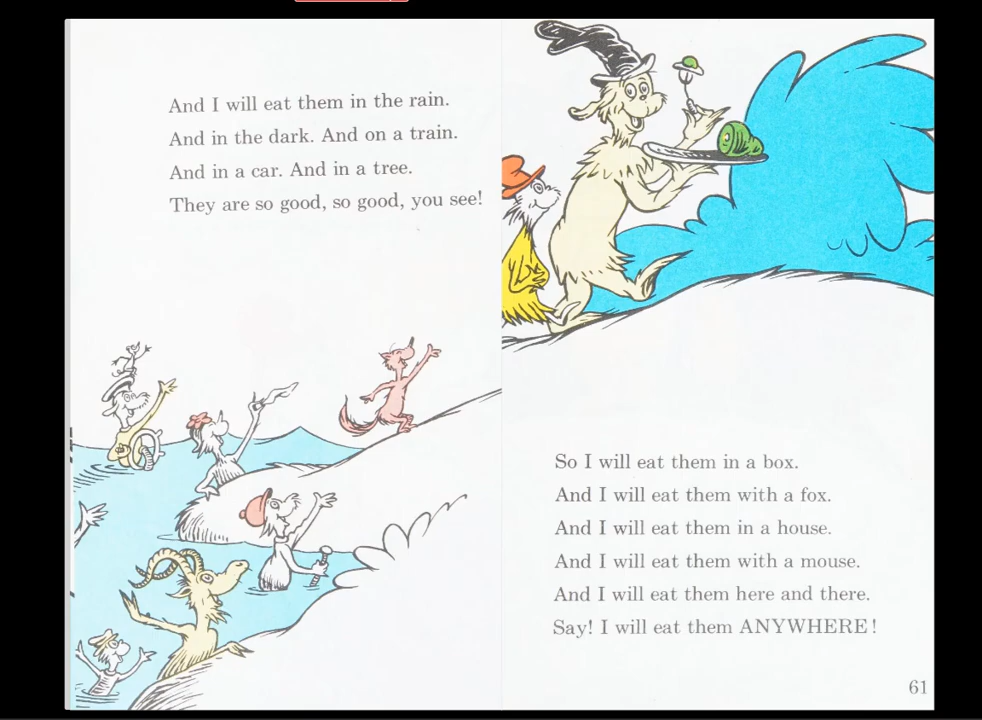 And I will eat them in the rain.
And in the dark. And on a train.
And in a car. And in a tree.
They are so good, so good, you see!
So I will eat them in a box.
And I will eat them with a fox.
And I will eat them in a house.
And I will eat them with a mouse.
And I will eat them here and there.
Say! I will eat them ANYWHERE!
61